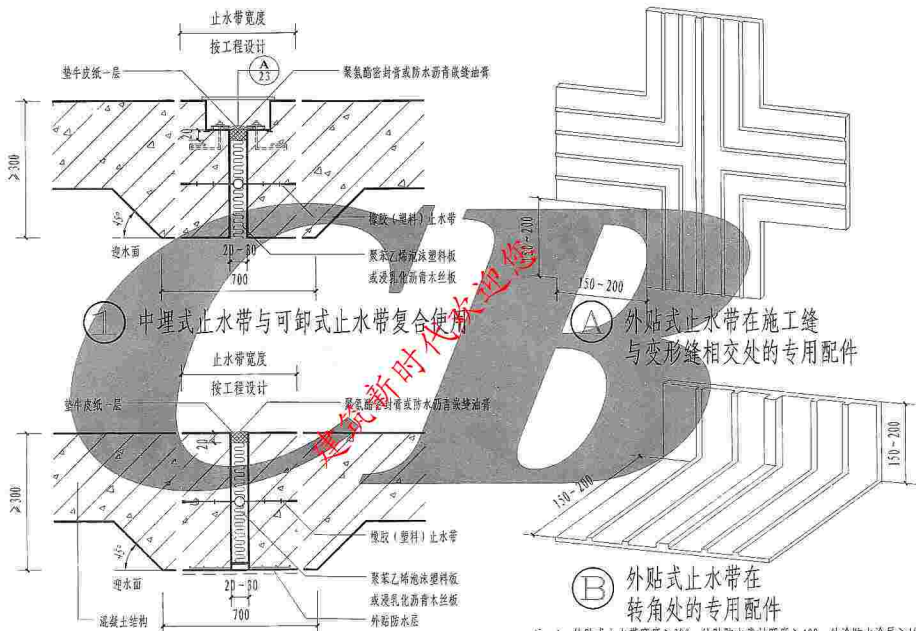 止水带宽度
按工程设计
垫牛皮纸一层
A
23
聚氨酯密封膏或防水沥青嵌缝油膏
20
≥300
45°
迎水面
20~30
700
橡胶（塑料）止水带
聚苯乙烯泡沫塑料板
或浸乳化沥青木丝板
1 中埋式止水带与可卸式止水带复合使用
150~200
150~200
A 外贴式止水带在施工缝
与变形缝相交处的专用配件
止水带宽度
按工程设计
垫牛皮纸一层
聚氨酯密封膏或防水沥青嵌缝油膏
20
≥300
45°
迎水面
混凝土结构
20~30
700
橡胶（塑料）止水带
聚苯乙烯泡沫塑料板
或浸乳化沥青木丝板
外贴防水层
150~200
150~200
B 外贴式止水带在
转角处的专用配件
CB
建筑新时代欢迎您